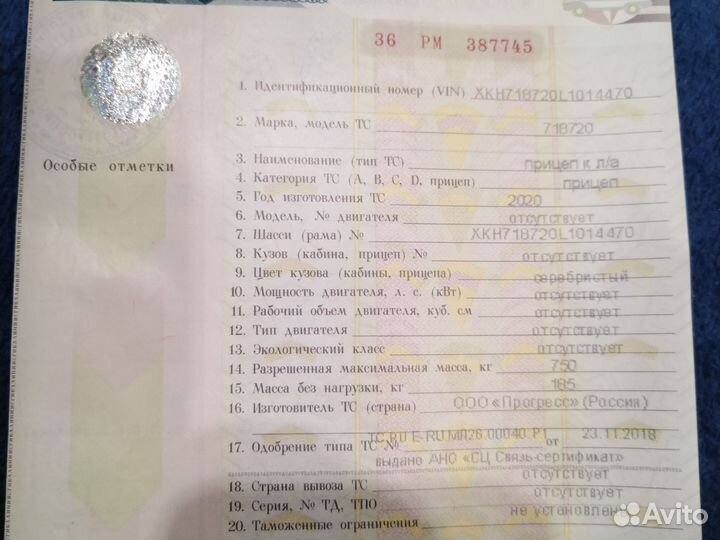 36 РМ 387745
Особые отметки
1. Идентификационный номер (VIN) XKH718720L1014470
2. Марка, модель ТС 718720
3. Наименование (тип ТС) прицеп к л/а
4. Категория ТС (А, В, С, D, прицеп) прицеп
5. Год изготовления ТС 2020
6. Модель, № двигателя отсутствует
7. Шасси (рама) № XKH718720L1014470
8. Кузов (кабина, прицеп) № отсутствует
9. Цвет кузова (кабины, прицепа) серебристый
10. Мощность двигателя, л. с. (кВт) отсутствует
11. Рабочий объем двигателя, куб. см отсутствует
12. Тип двигателя отсутствует
13. Экологический класс отсутствует
14. Разрешенная максимальная масса, кг 750
15. Масса без нагрузки, кг 185
16. Изготовитель ТС (страна) ООО «Прогресс» (Россия)
ТС RU E-RU.МЛ26.00040.Р1 23.11.2018
17. Одобрение типа ТС № от
выдано АНО «СЦ Связь-сертификат»
18. Страна вывоза ТС отсутствует
19. Серия, № ТД, ТПО отсутствует
20. Таможенные ограничения не установлены
Avito